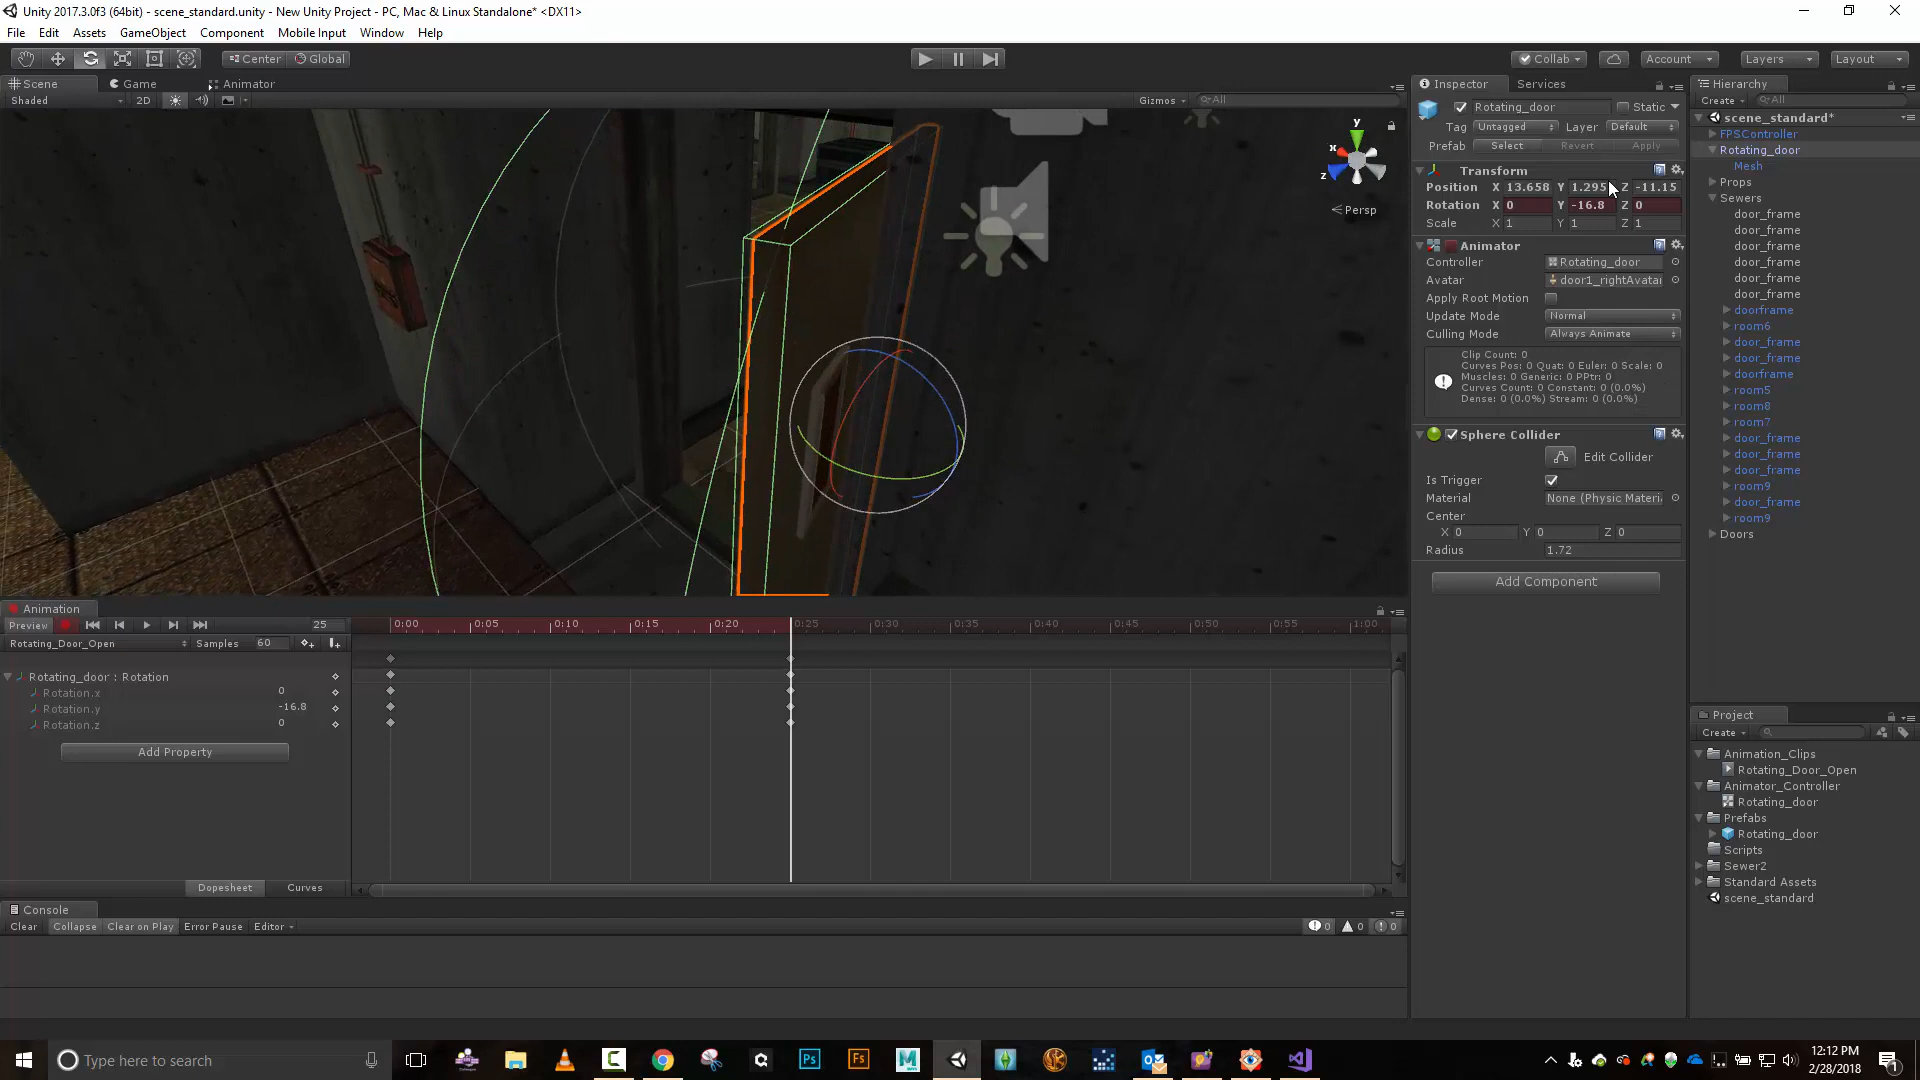 Unity 2017.3.0f3 (64bit) - scene_standard.unity - New Unity Project - PC, Mac & Linux Standalone* <DX11>
File Edit Assets GameObject Component Mobile Input Window Help
Center Global Collab Account Layers Layout
Scene Game Animator
Shaded 2D Gizmos All
y
x
z
Persp
Inspector Services
Rotating_door Static
Tag Untagged Layer Default
Prefab Select Revert Apply
Transform
Position X 13.658 Y 1.295 Z -11.15
Rotation X 0 Y -16.8 Z 0
Scale X 1 Y 1 Z 1
Animator
Controller Rotating_door
Avatar door1_rightAvatar
Apply Root Motion
Update Mode Normal
Culling Mode Always Animate
Clip Count: 0
Curves Pos: 0 Quat: 0 Euler: 0 Scale: 0
Muscles: 0 Generic: 0 PPtr: 0
Curves Count: 0 Constant: 0 (0.0%)
Dense: 0 (0.0%) Stream: 0 (0.0%)
Sphere Collider
Edit Collider
Is Trigger
Material None (Physic Materi
Center
X 0 Y 0 Z 0
Radius 1.72
Add Component
Hierarchy
Create All
scene_standard*
FPSController
Rotating_door
Mesh
Props
Sewers
door_frame
door_frame
door_frame
door_frame
door_frame
door_frame
doorframe
room6
door_frame
door_frame
doorframe
room5
room8
room7
door_frame
door_frame
door_frame
room9
door_frame
room9
Doors
Animation
Preview 25 0:00 0:05 0:10 0:15 0:20 0:25 0:30 0:35 0:40 0:45 0:50 0:55 1:00
Rotating_Door_Open Samples 60
Rotating_door : Rotation
Rotation.x 0
Rotation.y -16.8
Rotation.z 0
Add Property
Dopesheet Curves
Project
Create
Animation_Clips
Rotating_Door_Open
Animator_Controller
Rotating_door
Prefabs
Rotating_door
Scripts
Sewer2
Standard Assets
scene_standard
Console
Clear Collapse Clear on Play Error Pause Editor 0 0 0
Type here to search
Ps Fs M
12:12 PM
2/28/2018
1